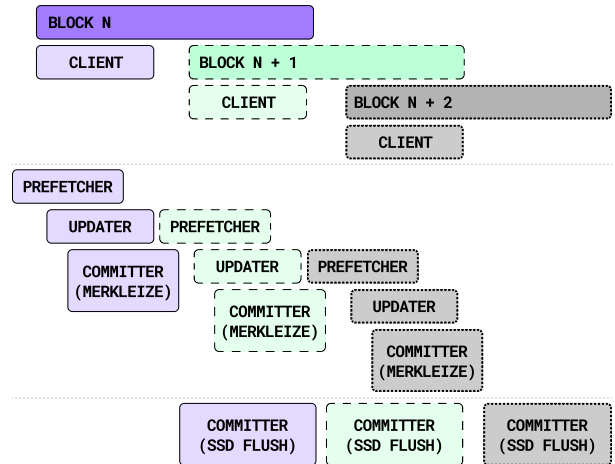 BLOCK N
CLIENT
BLOCK N + 1
CLIENT
BLOCK N + 2
CLIENT
PREFETCHER
UPDATER
PREFETCHER
COMMITTER
(MERKLEIZE)
UPDATER
PREFETCHER
COMMITTER
(MERKLEIZE)
UPDATER
COMMITTER
(MERKLEIZE)
COMMITTER
(SSD FLUSH)
COMMITTER
(SSD FLUSH)
COMMITTER
(SSD FLUSH)